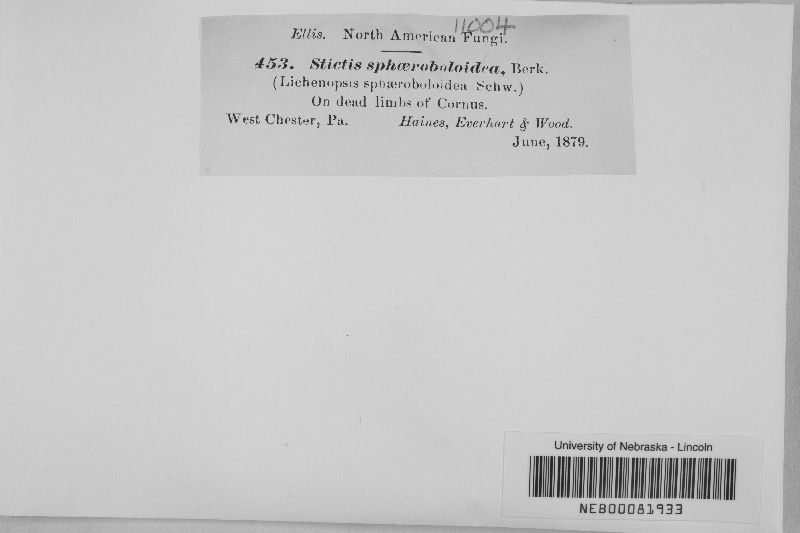 11004
Ellis. North American Fungi.
453. Stictis sphæroboloidea, Berk.
(Lichenopsis sphæroboloidea Schw.)
On dead limbs of Cornus.
West Chester, Pa. Haines, Everhart & Wood.
June, 1879.
University of Nebraska - Lincoln
NEB00081933